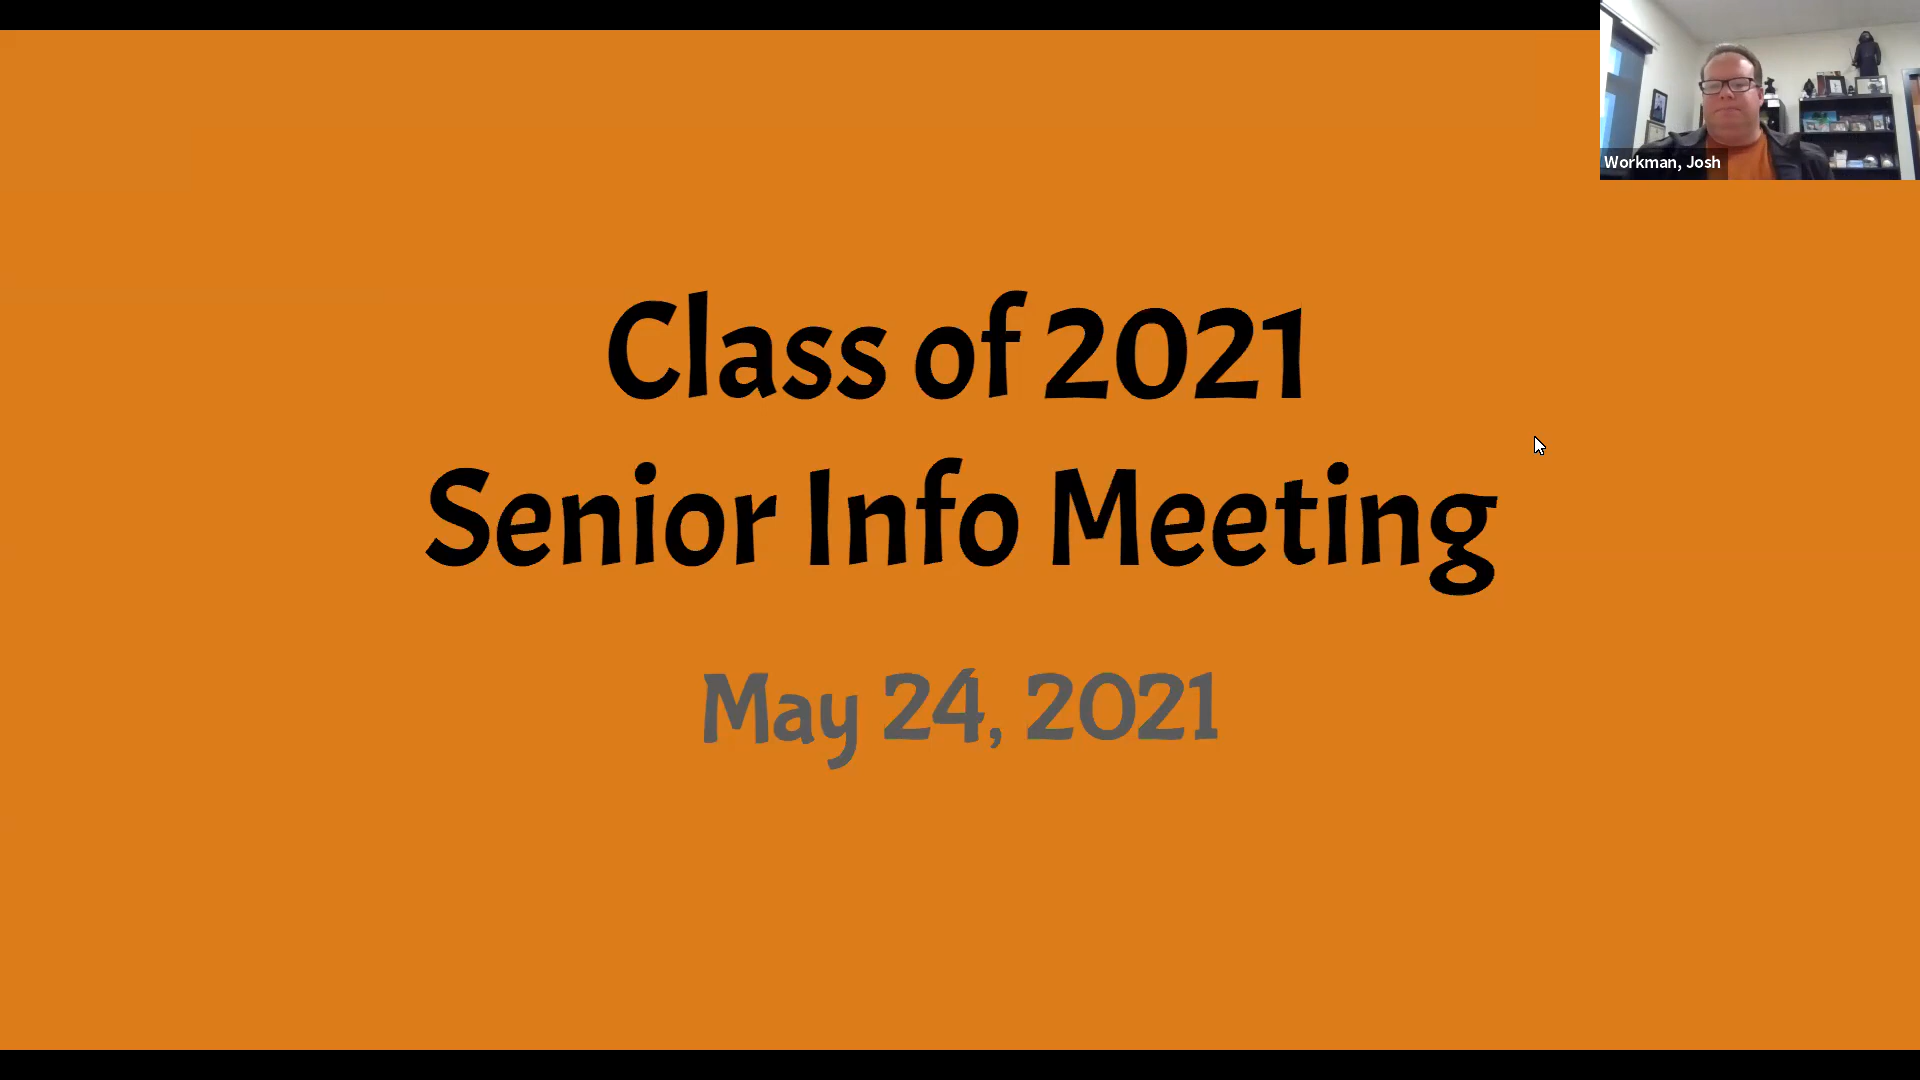 Workman, Josh
Class of 2021
Senior Info Meeting
May 24, 2021